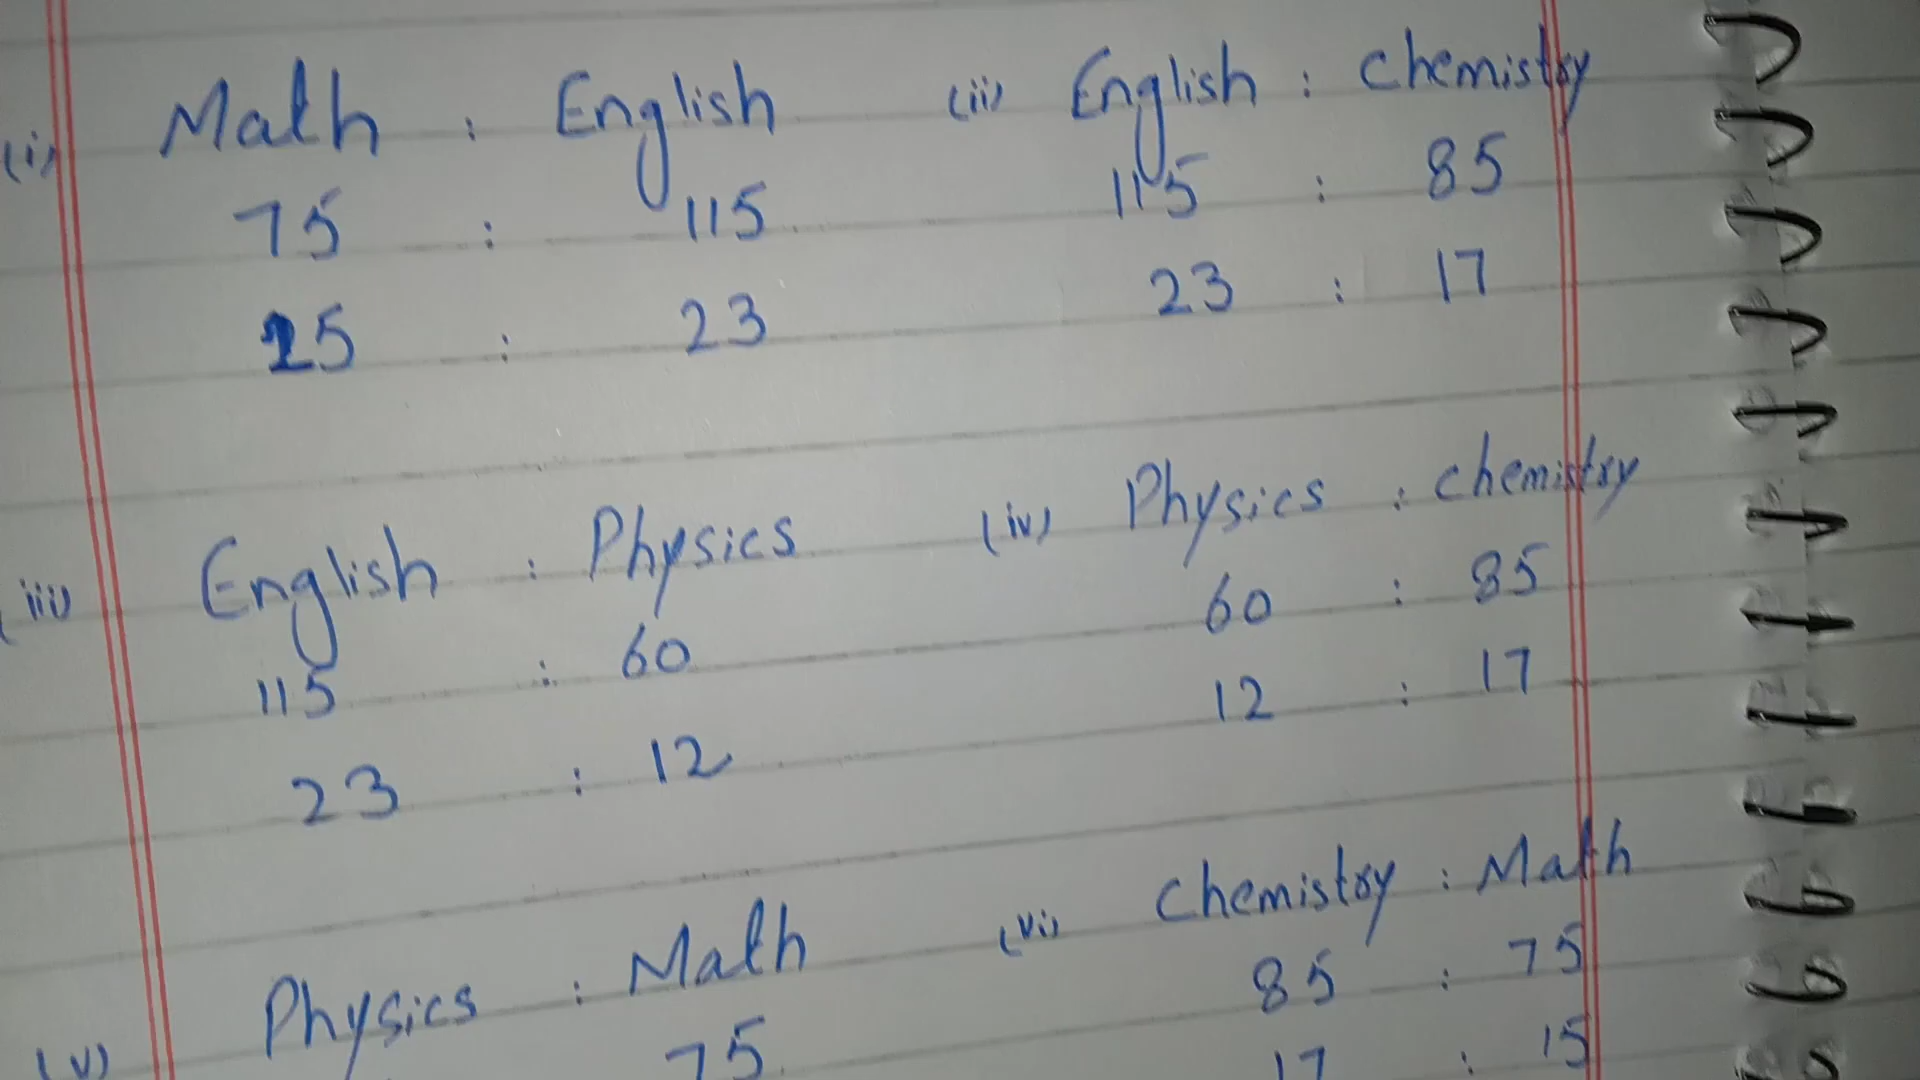 (i) Math : English
75 : 115
25 : 23
(ii) English : Chemistry
115 : 85
23 : 17
(iii) English : Physics
115 : 60
23 : 12
(iv) Physics : Chemistry
60 : 85
12 : 17
(v) Physics : Math
75
(vi) Chemistry : Math
85 : 75
17 : 15